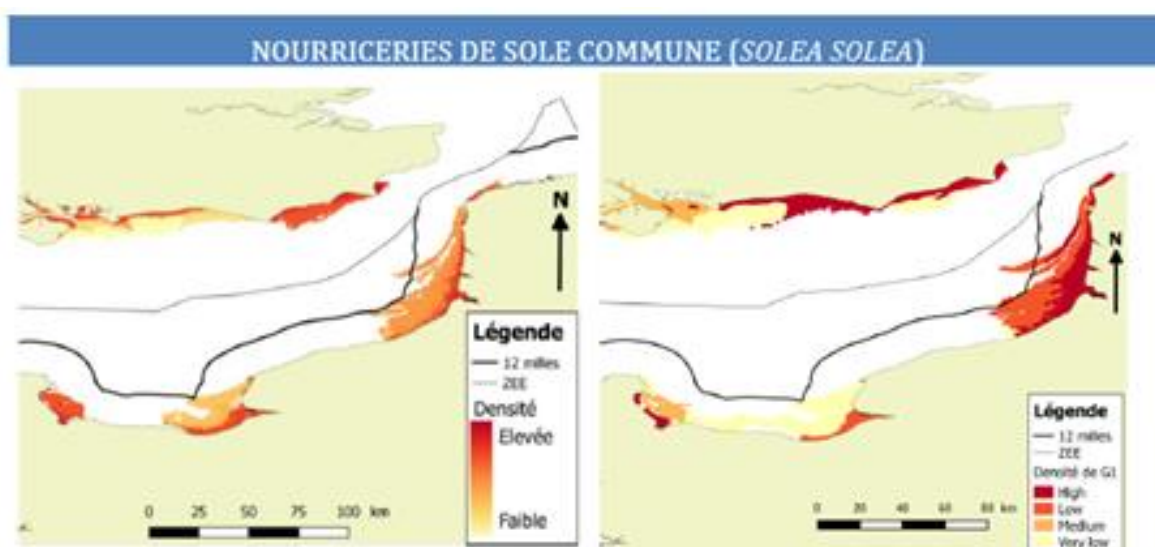 NOURRICERIES DE SOLE COMMUNE (SOLEA SOLEA)
N
Légende
12 milles
ZEE
Densité
Elevée
Faible
0 25 50 75 100 km
N
Légende
12 milles
ZEE
Densité de G1
High
Low
Medium
Very low
0 20 40 60 80 km